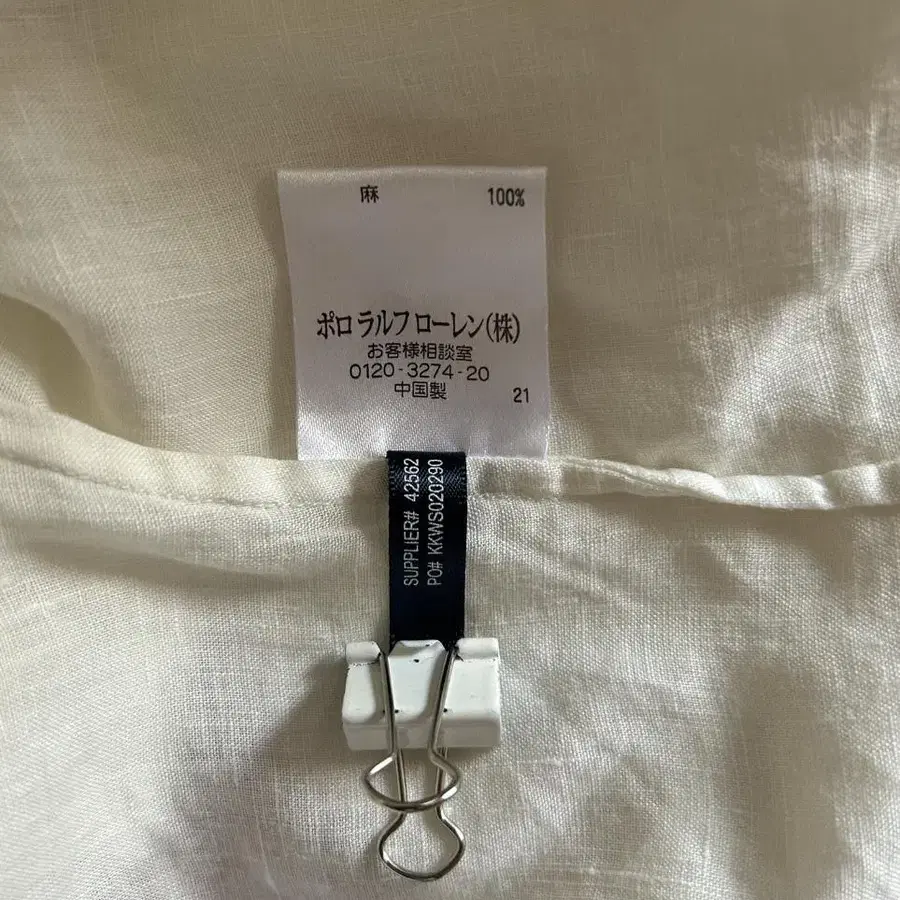 麻 100%
ポロ ラルフ ローレン(株)
お客様相談室
0120-3274-20
中国製 21
SUPPLIER# 42562
PO# KKWS020290